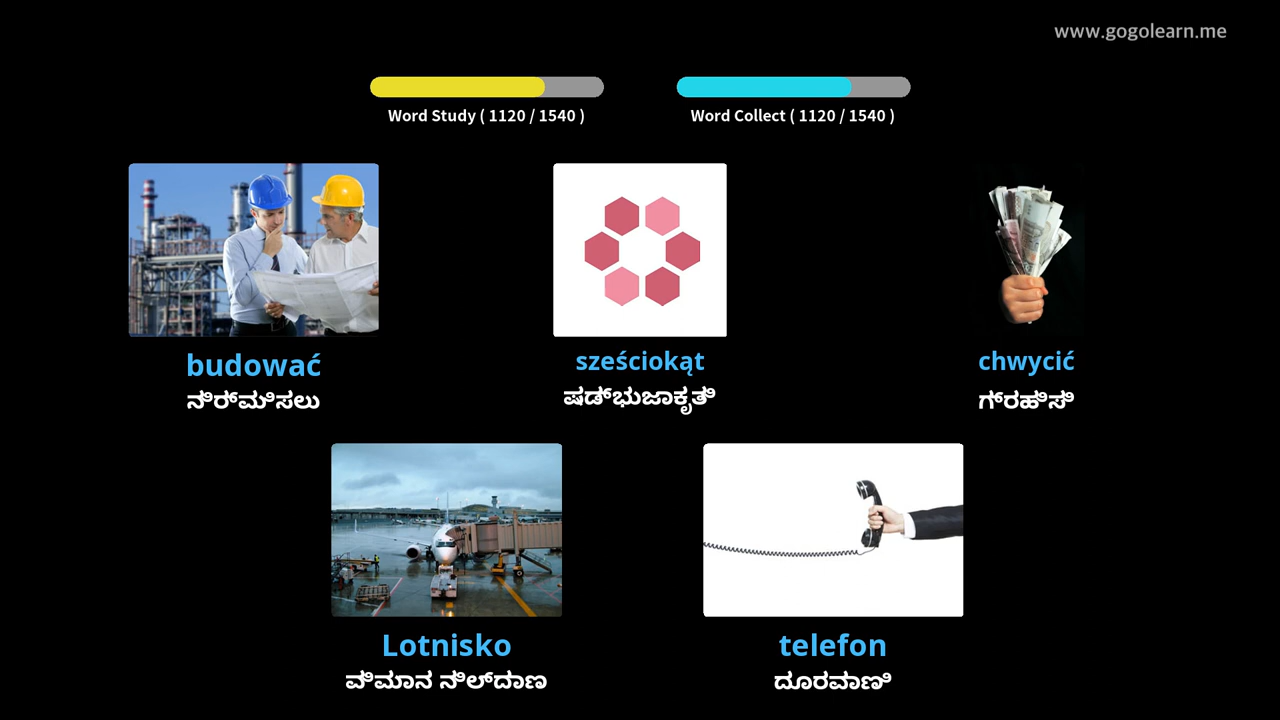 www.gogolearn.me
Word Study ( 1120 / 1540 )
Word Collect ( 1120 / 1540 )
budować
ನಿರ್ಮಿಸಲು
sześciokąt
ಷಡ್ಭುಜಾಕೃತಿ
chwycić
ಗ್ರಹಿಸಿ
Lotnisko
ವಿಮಾನ ನಿಲ್ದಾಣ
telefon
ದೂರವಾಣಿ